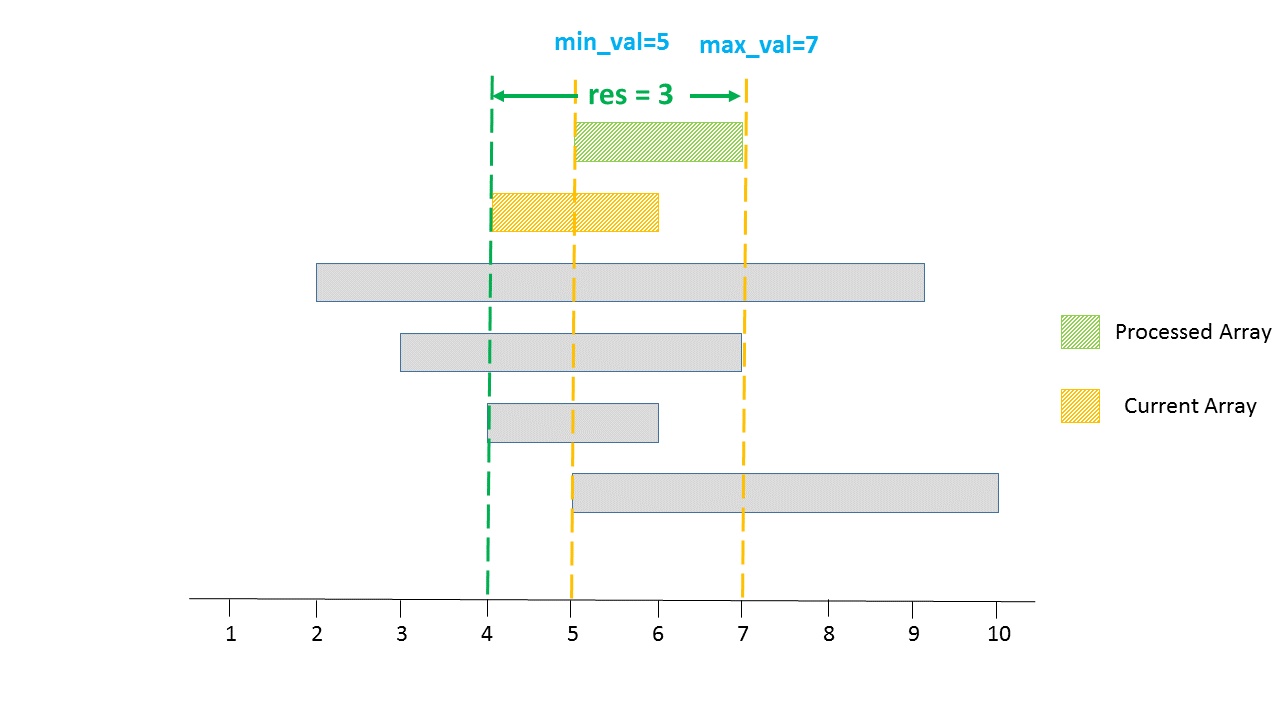 min_val=5 max_val=7
res = 3
Processed Array
Current Array
1 2 3 4 5 6 7 8 9 10